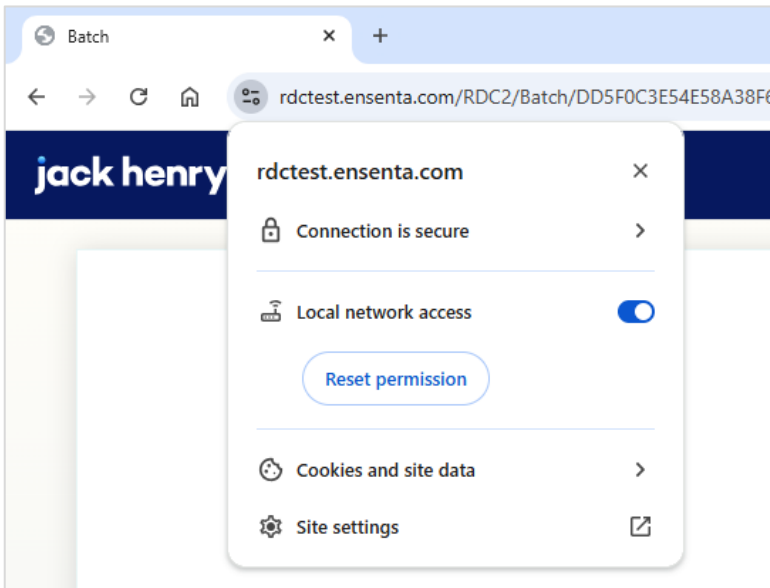 Batch
rdctest.ensenta.com/RDC2/Batch/DD5F0C3E54E58A38F6
jack henry
rdctest.ensenta.com
Connection is secure
Local network access
Reset permission
Cookies and site data
Site settings